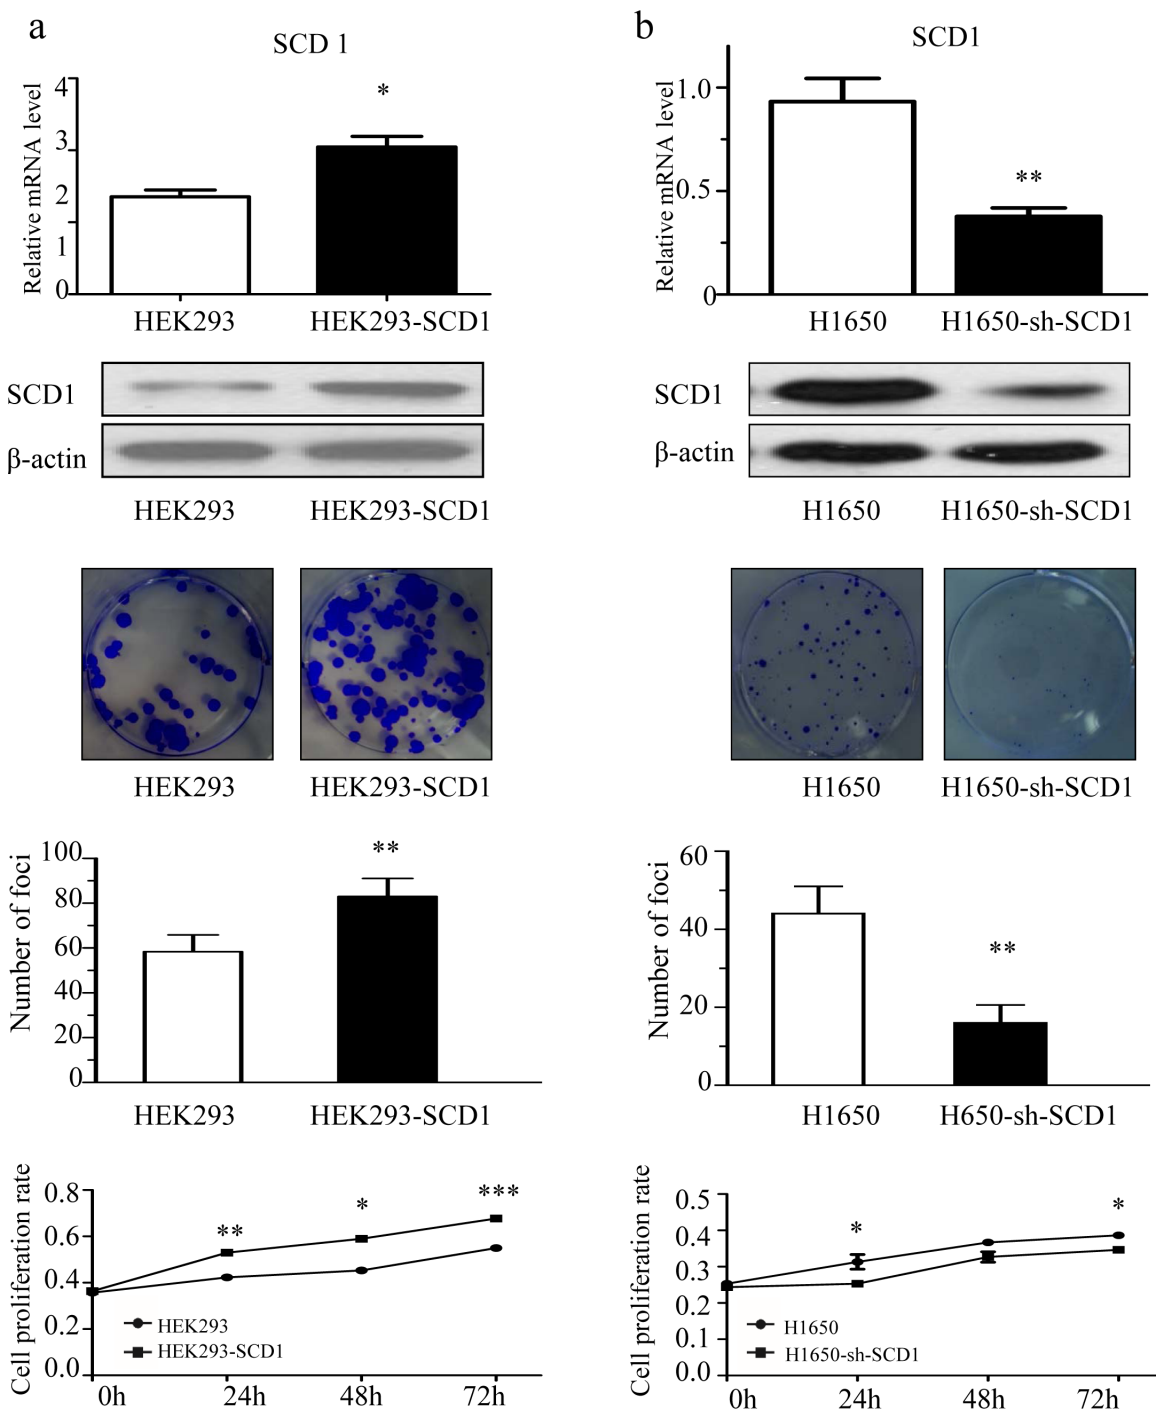 a
SCD 1
Relative mRNA level
4
3
2
1
0
*
HEK293
HEK293-SCD1
SCD1
β-actin
HEK293
HEK293-SCD1
HEK293
HEK293-SCD1
Number of foci
100
80
60
40
20
0
**
HEK293
HEK293-SCD1
Cell proliferation rate
0.8
0.6
0.4
0.2
0.0
**
*
***
HEK293
HEK293-SCD1
0h
24h
48h
72h
b
SCD1
Relative mRNA level
1.0
0.5
0
**
H1650
H1650-sh-SCD1
SCD1
β-actin
H1650
H1650-sh-SCD1
H1650
H1650-sh-SCD1
Number of foci
60
40
20
0
**
H1650
H650-sh-SCD1
Cell proliferation rate
0.5
0.4
0.3
0.2
0.1
0.0
*
*
H1650
H1650-sh-SCD1
0h
24h
48h
72h